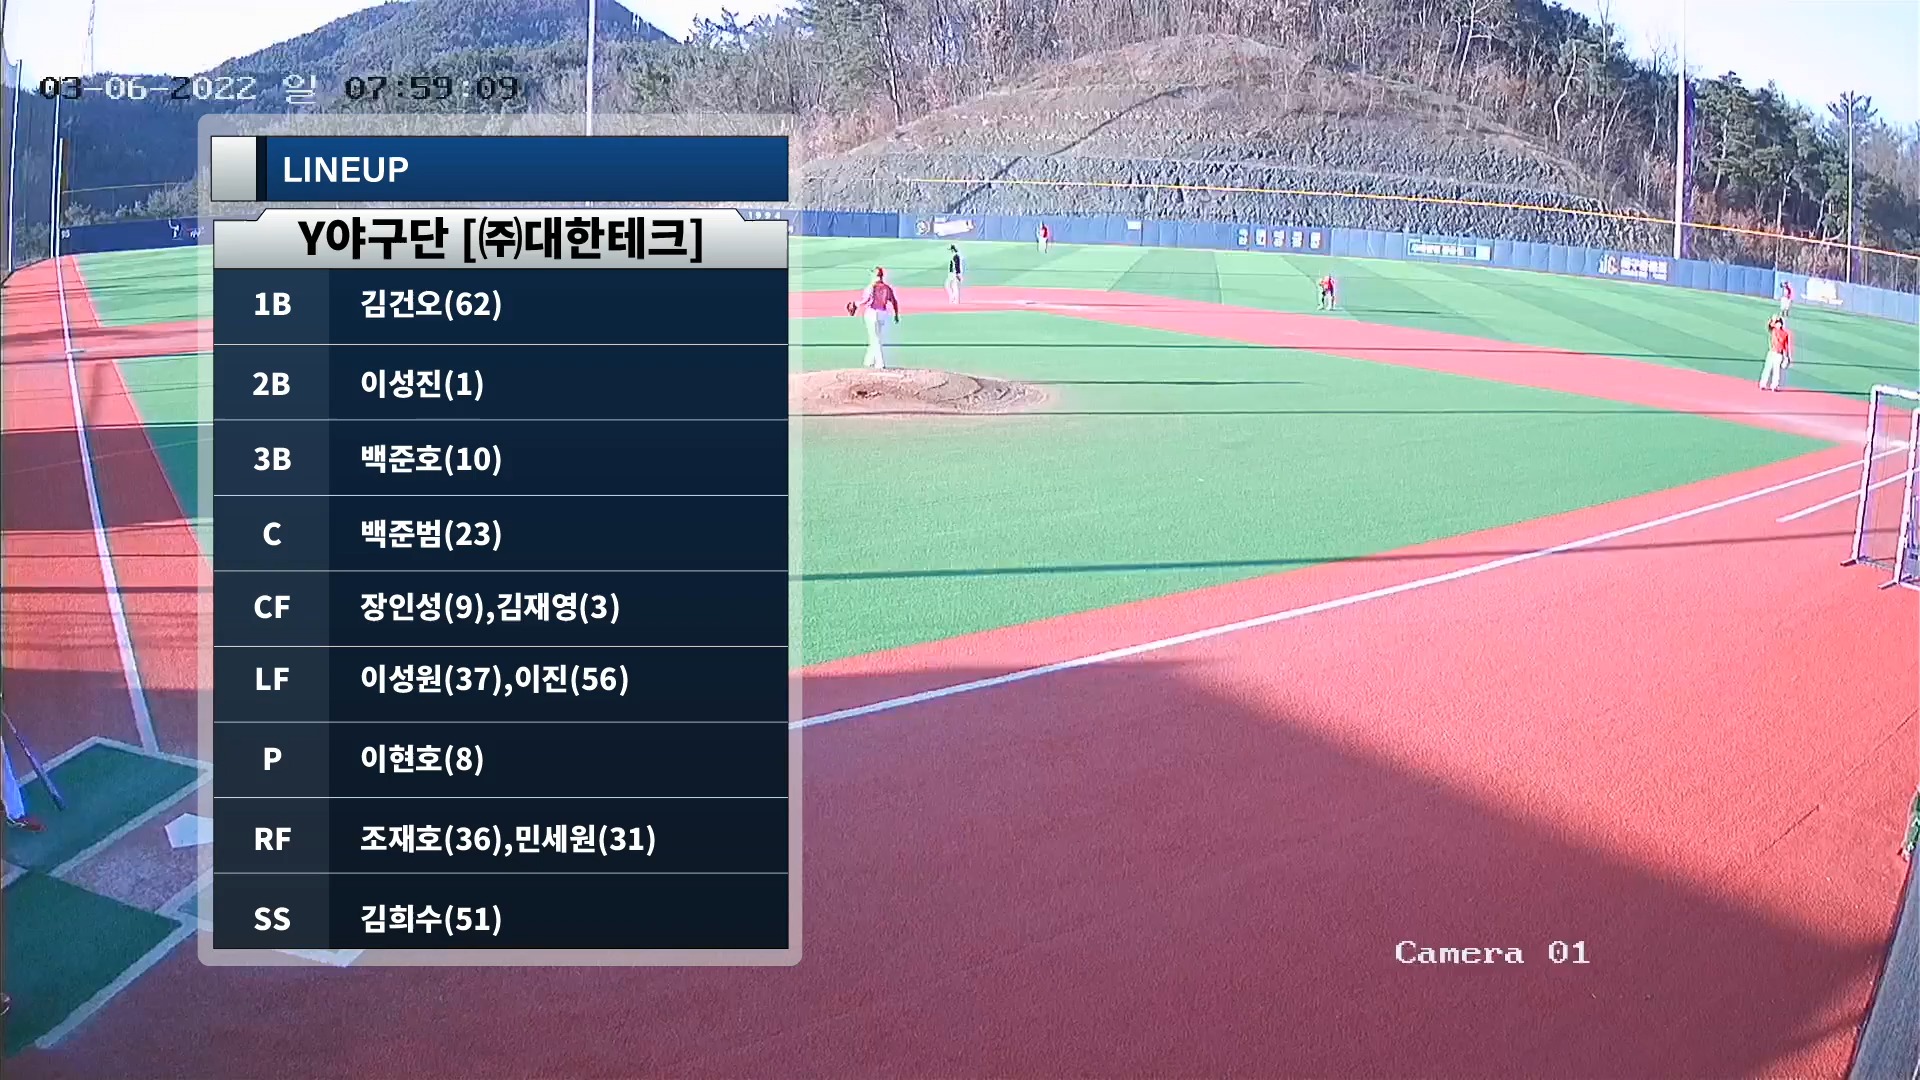 03-06-2022 일 07:59:09
LINEUP
1994
Y야구단 [㈜대한테크]
1B 김건오(62)
2B 이성진(1)
3B 백준호(10)
C 백준범(23)
CF 장인성(9),김재영(3)
LF 이성원(37),이진(56)
P 이현호(8)
RF 조재호(36),민세원(31)
SS 김희수(51)
Camera 01